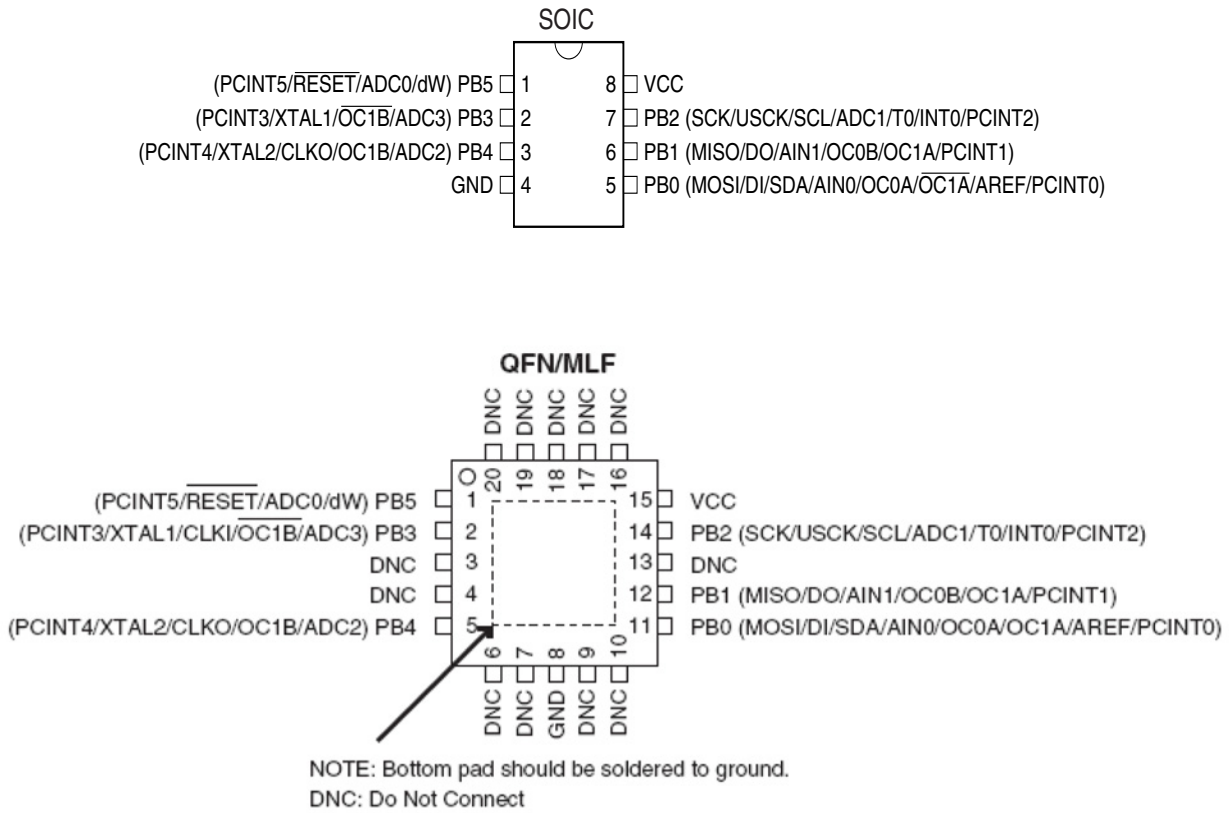 SOIC
(PCINT5/RESET/ADC0/dW) PB5 1 8 VCC
(PCINT3/XTAL1/OC1B/ADC3) PB3 2 7 PB2 (SCK/USCK/SCL/ADC1/T0/INT0/PCINT2)
(PCINT4/XTAL2/CLKO/OC1B/ADC2) PB4 3 6 PB1 (MISO/DO/AIN1/OC0B/OC1A/PCINT1)
GND 4 5 PB0 (MOSI/DI/SDA/AIN0/OC0A/OC1A/AREF/PCINT0)
QFN/MLF
DNC DNC DNC DNC DNC
20 19 18 17 16
(PCINT5/RESET/ADC0/dW) PB5 1 15 VCC
(PCINT3/XTAL1/CLKI/OC1B/ADC3) PB3 2 14 PB2 (SCK/USCK/SCL/ADC1/T0/INT0/PCINT2)
DNC 3 13 DNC
DNC 4 12 PB1 (MISO/DO/AIN1/OC0B/OC1A/PCINT1)
(PCINT4/XTAL2/CLKO/OC1B/ADC2) PB4 5 11 PB0 (MOSI/DI/SDA/AIN0/OC0A/OC1A/AREF/PCINT0)
6 7 8 9 10
DNC DNC GND DNC DNC
NOTE: Bottom pad should be soldered to ground.
DNC: Do Not Connect